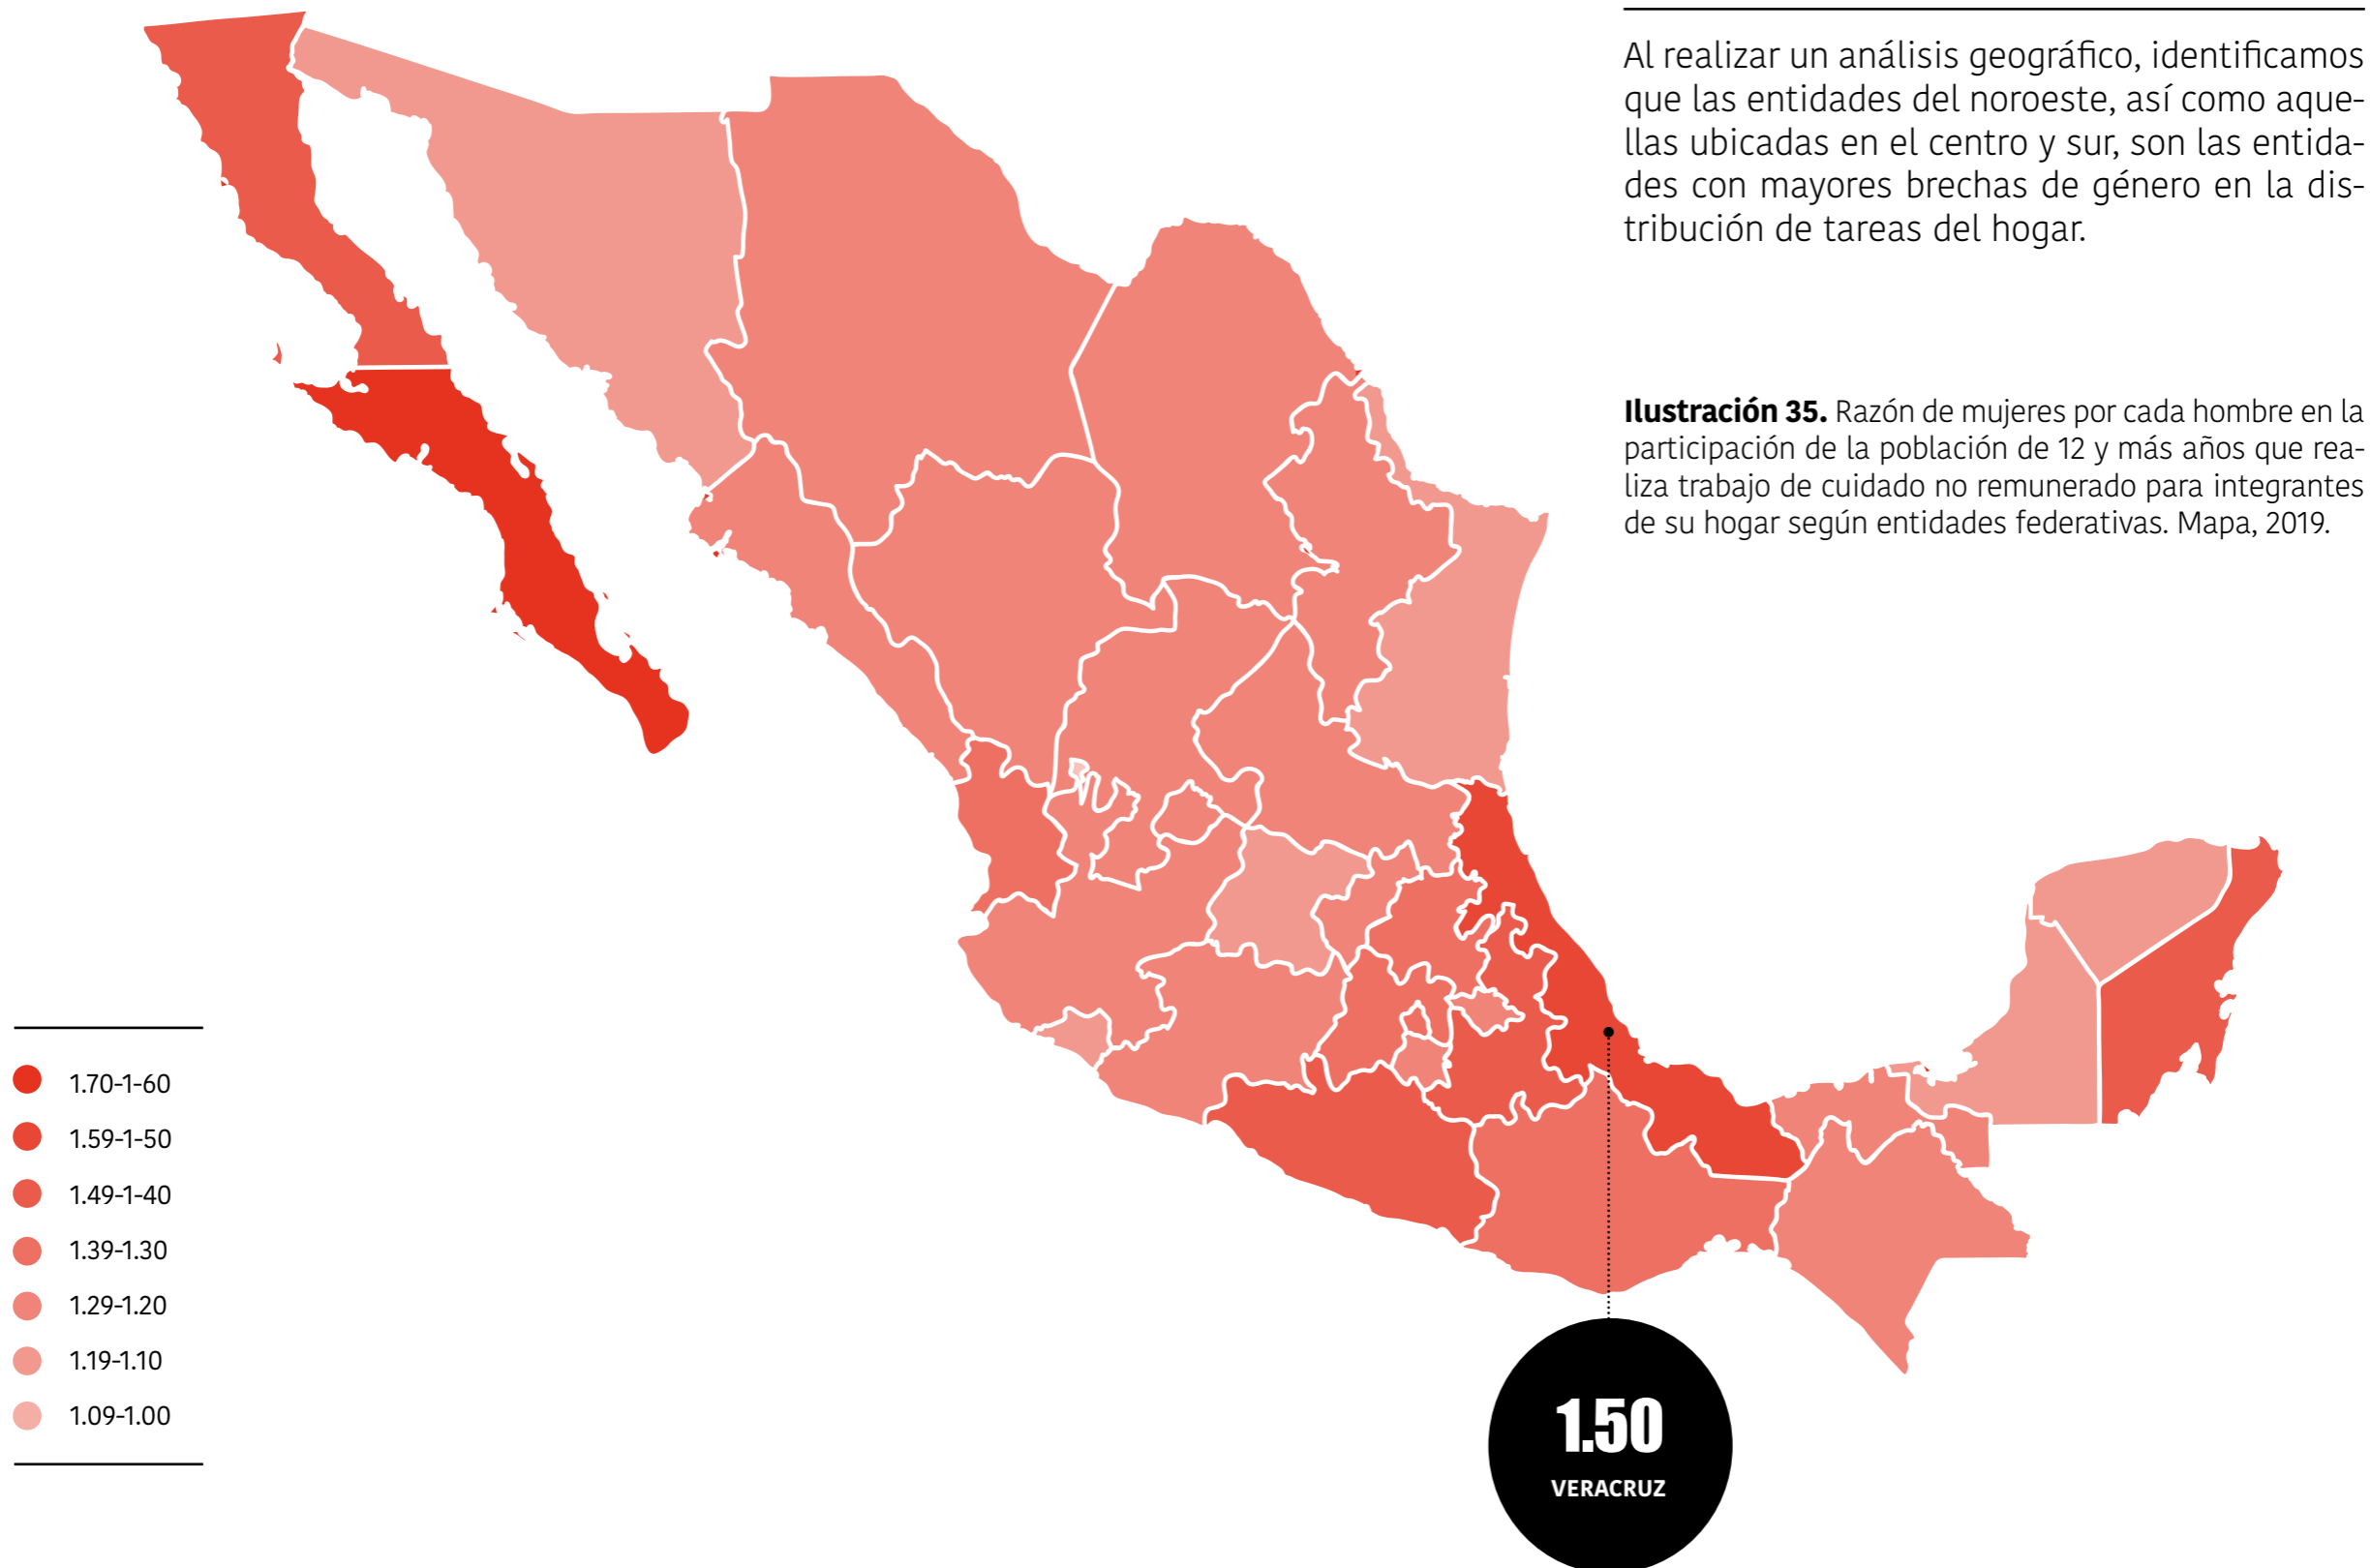 Al realizar un análisis geográfico, identificamos
que las entidades del noroeste, así como aque-
llas ubicadas en el centro y sur, son las entida-
des con mayores brechas de género en la dis-
tribución de tareas del hogar.
Ilustración 35. Razón de mujeres por cada hombre en la
participación de la población de 12 y más años que rea-
liza trabajo de cuidado no remunerado para integrantes
de su hogar según entidades federativas. Mapa, 2019.
1.70-1-60
1.59-1-50
1.49-1-40
1.39-1.30
1.29-1.20
1.19-1.10
1.09-1.00
1.50
VERACRUZ